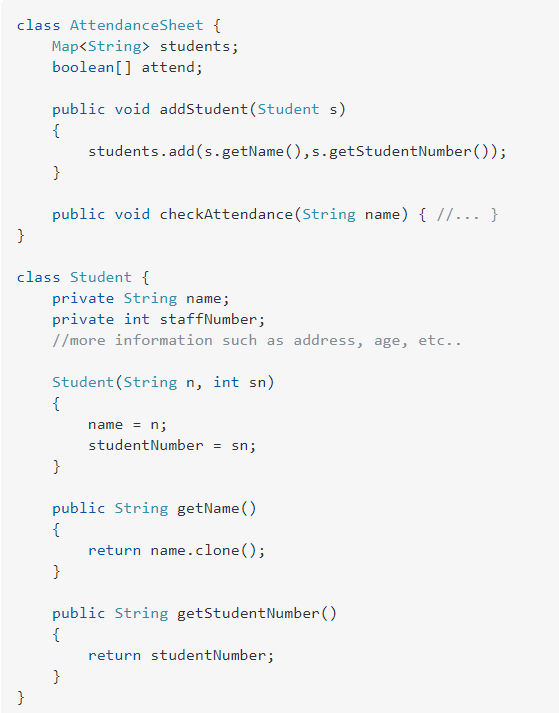 class AttendanceSheet {
    Map<String> students;
    boolean[] attend;

    public void addStudent(Student s)
    {
        students.add(s.getName(),s.getStudentNumber());
    }

    public void checkAttendance(String name) { //... }
}

class Student {
    private String name;
    private int staffNumber;
    //more information such as address, age, etc..

    Student(String n, int sn)
    {
        name = n;
        studentNumber = sn;
    }

    public String getName()
    {
        return name.clone();
    }

    public String getStudentNumber()
    {
        return studentNumber;
    }
}